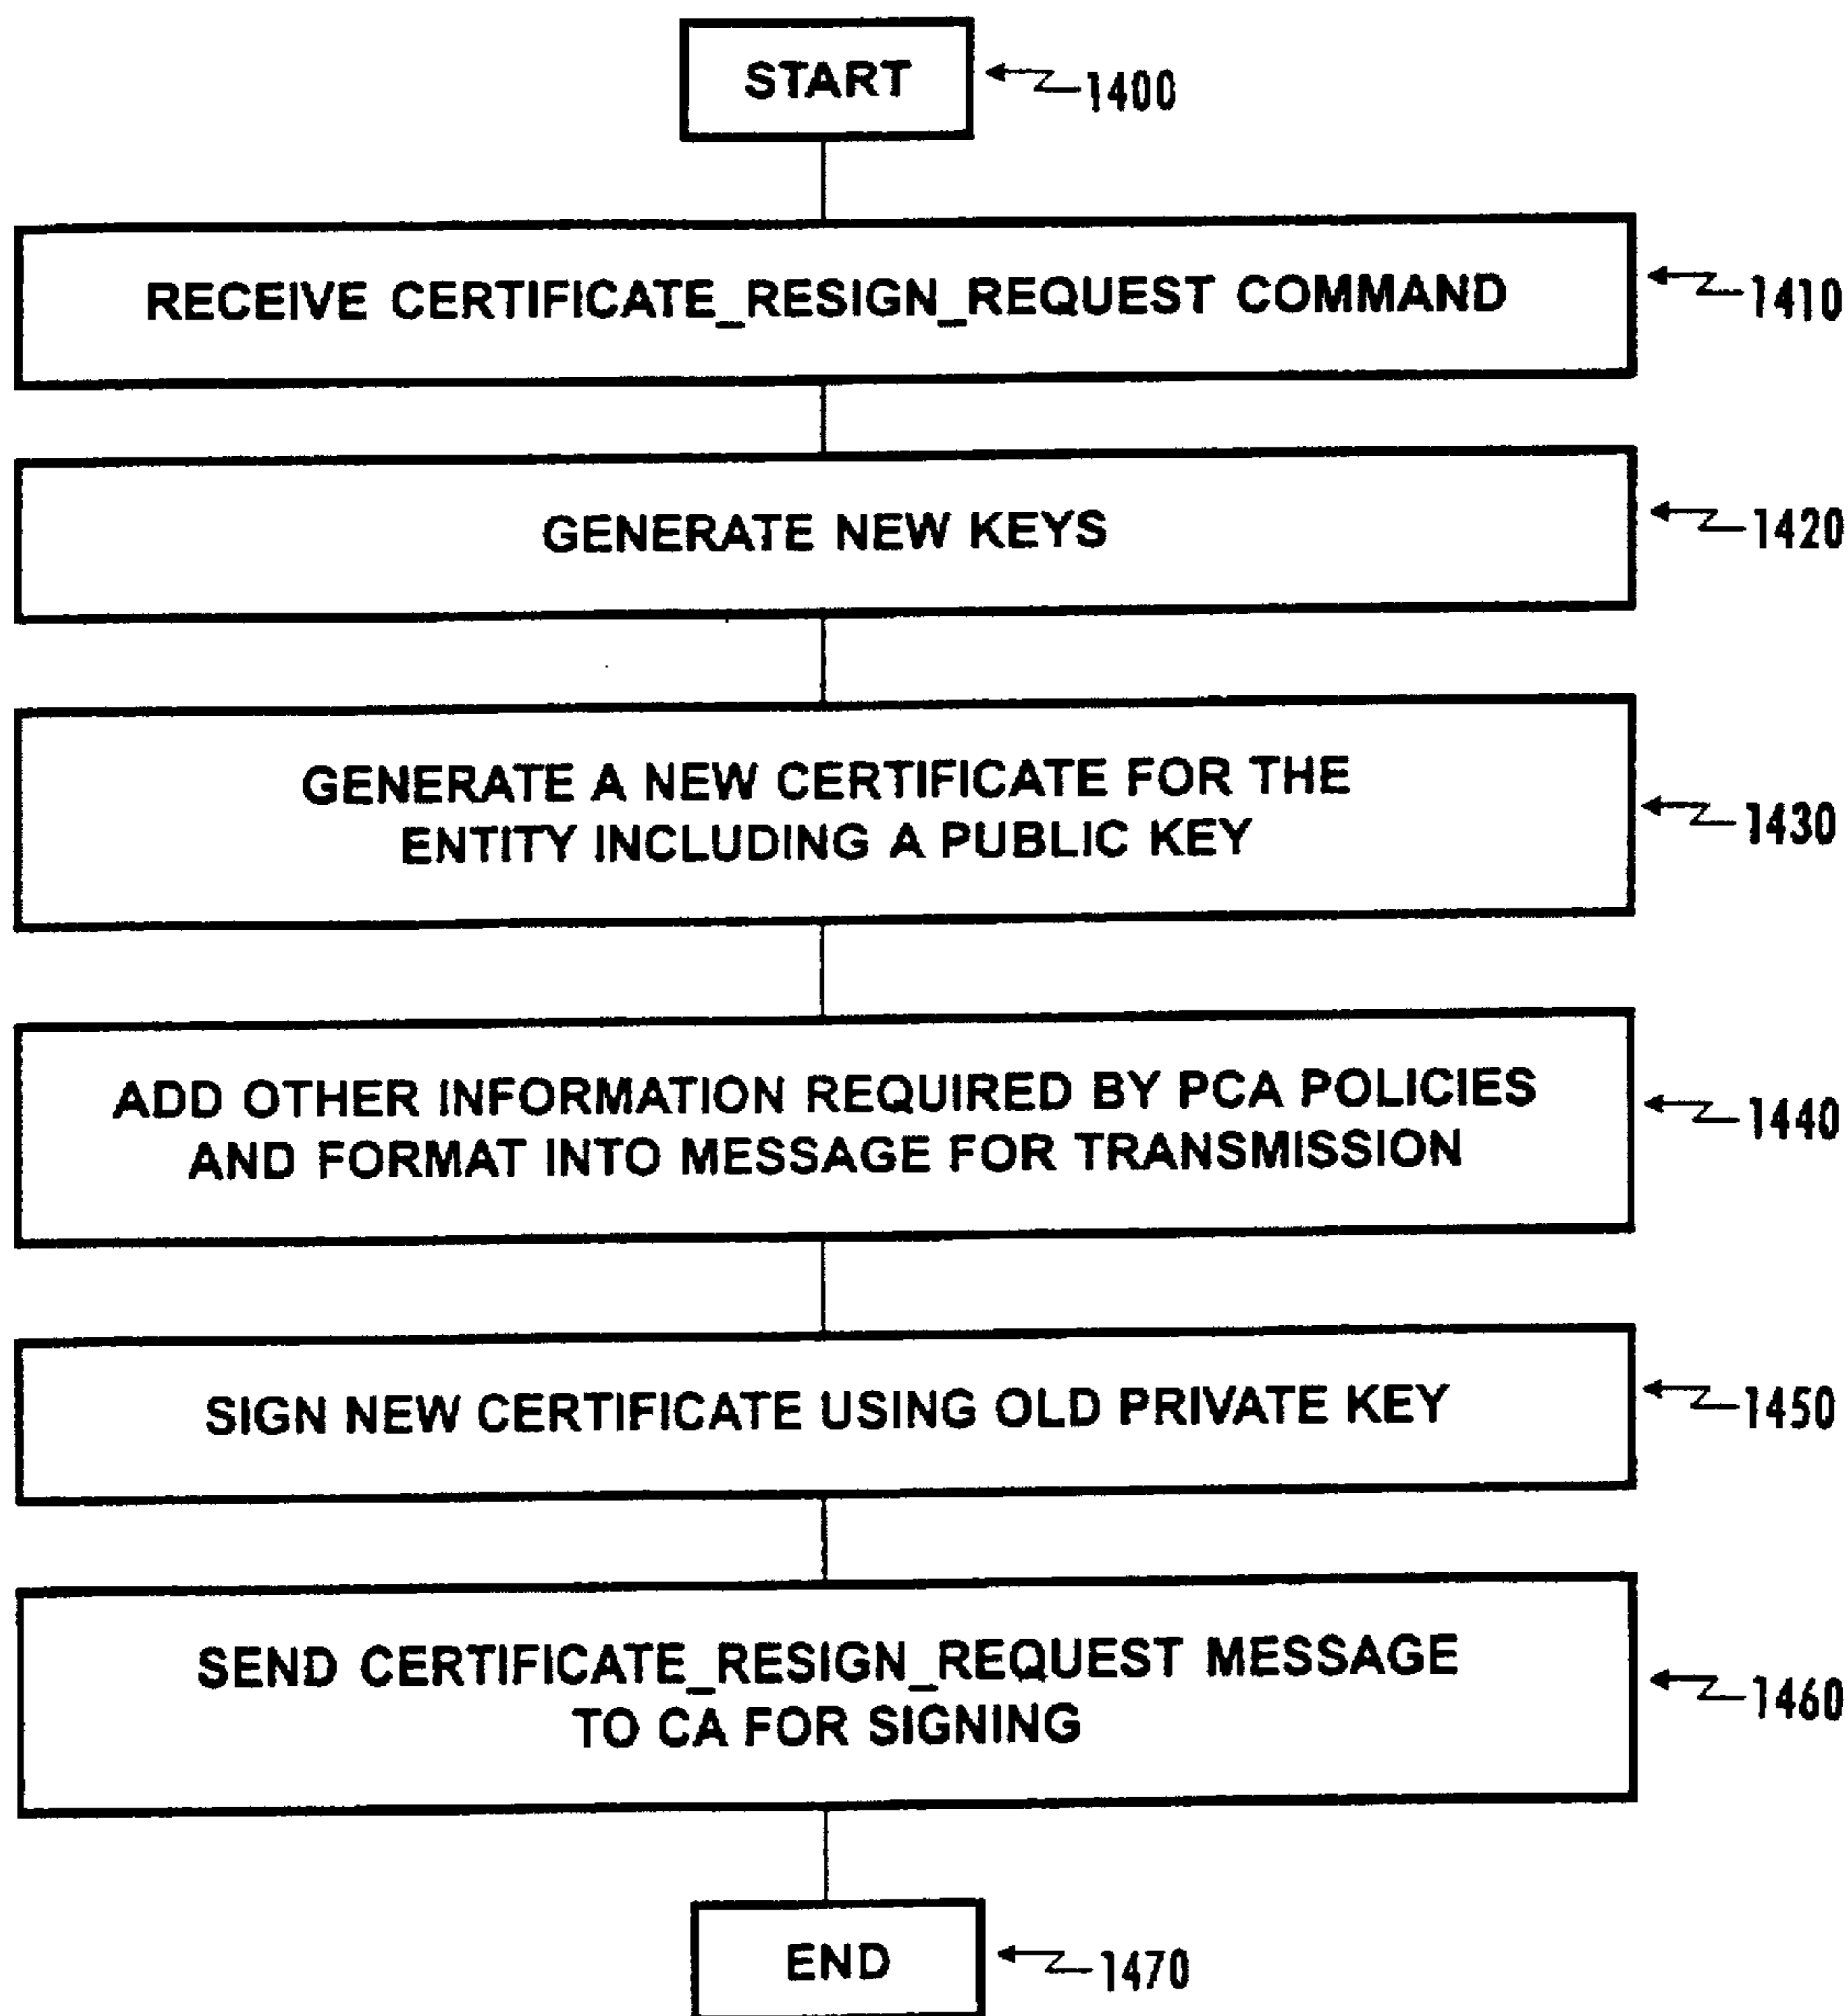 START
1400
RECEIVE CERTIFICATE_RESIGN_REQUEST COMMAND
1410
GENERATE NEW KEYS
1420
GENERATE A NEW CERTIFICATE FOR THE
ENTITY INCLUDING A PUBLIC KEY
1430
ADD OTHER INFORMATION REQUIRED BY PCA POLICIES
AND FORMAT INTO MESSAGE FOR TRANSMISSION
1440
SIGN NEW CERTIFICATE USING OLD PRIVATE KEY
1450
SEND CERTIFICATE_RESIGN_REQUEST MESSAGE
TO CA FOR SIGNING
1460
END
1470